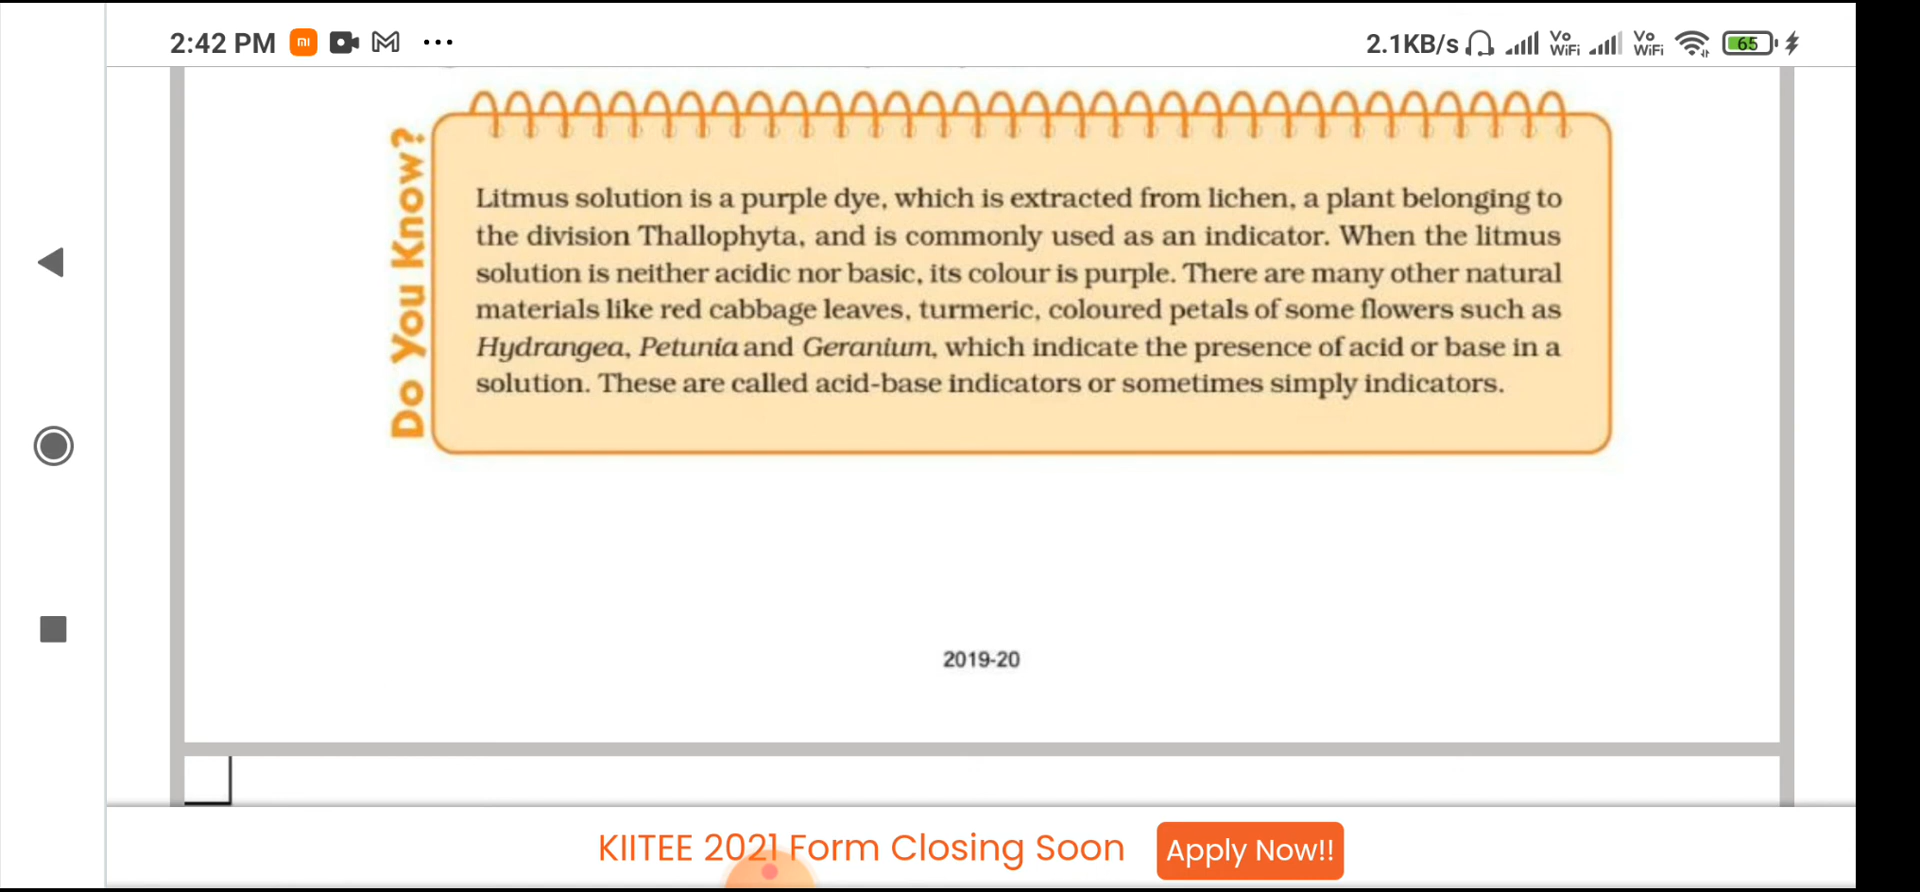 2:42 PM
2.1KB/s Vo WiFi Vo WiFi 65
Do You Know?
Litmus solution is a purple dye, which is extracted from lichen, a plant belonging to
the division Thallophyta, and is commonly used as an indicator. When the litmus
solution is neither acidic nor basic, its colour is purple. There are many other natural
materials like red cabbage leaves, turmeric, coloured petals of some flowers such as
Hydrangea, Petunia and Geranium, which indicate the presence of acid or base in a
solution. These are called acid-base indicators or sometimes simply indicators.
2019-20
KIITEE 2021 Form Closing Soon
Apply Now!!